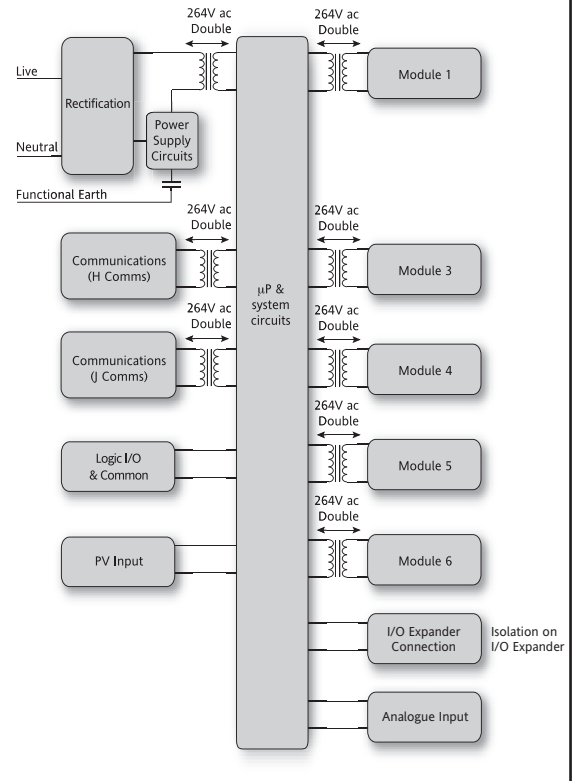 264V ac
Double
264V ac
Double
Live
Rectification
Module 1
Neutral
Power
Supply
Circuits
Functional Earth
264V ac
Double
264V ac
Double
Communications
(H Comms)
Module 3
µP &
system
circuits
264V ac
Double
264V ac
Double
Communications
(J Comms)
Module 4
264V ac
Double
Logic I/O
& Common
Module 5
264V ac
Double
PV Input
Module 6
I/O Expander
Connection
Isolation on
I/O Expander
Analogue Input